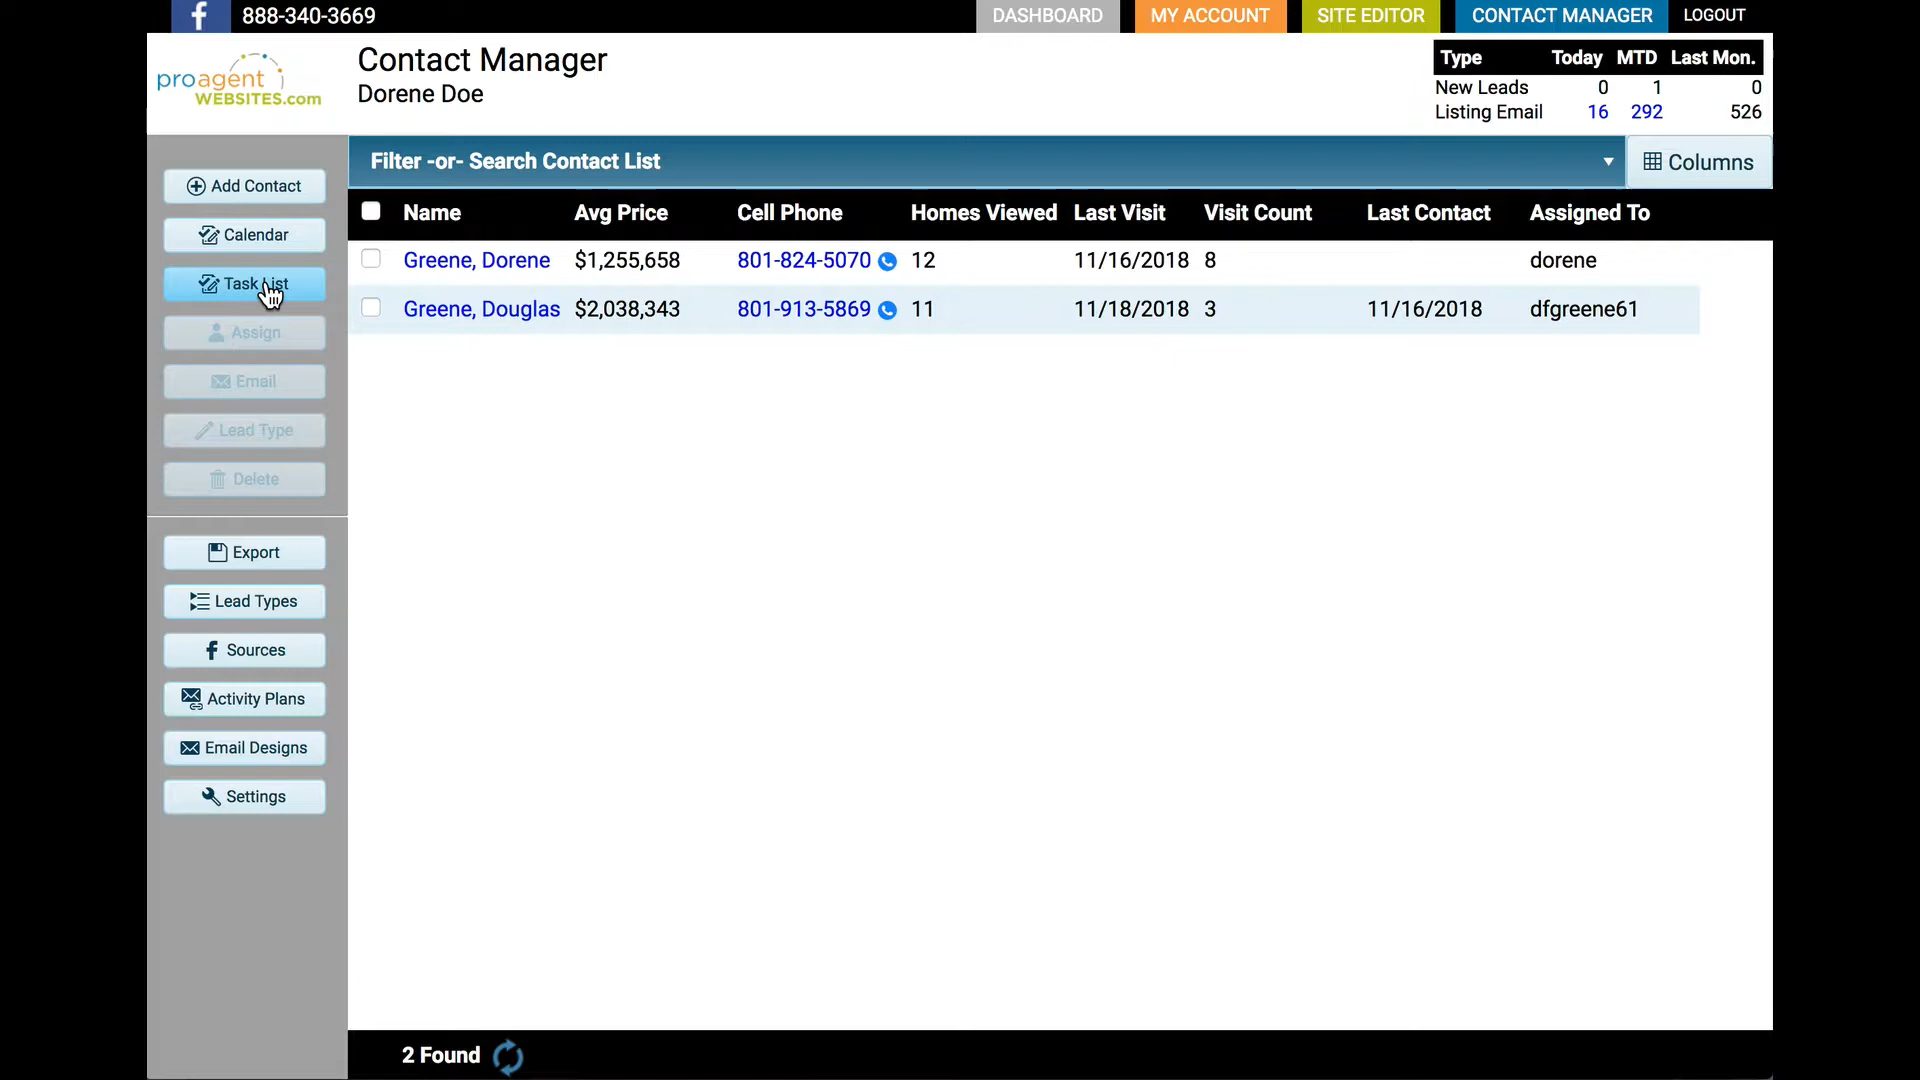 888-340-3669
DASHBOARD MY ACCOUNT SITE EDITOR CONTACT MANAGER LOGOUT
proagent
WEBSITES.com
Contact Manager
Dorene Doe
Type Today MTD Last Mon.
New Leads 0 1 0
Listing Email 16 292 526
Filter -or- Search Contact List
Columns
Add Contact
Calendar
Task List
Assign
Email
Lead Type
Delete
Export
Lead Types
Sources
Activity Plans
Email Designs
Settings
Name Avg Price Cell Phone Homes Viewed Last Visit Visit Count Last Contact Assigned To
Greene, Dorene $1,255,658 801-824-5070 12 11/16/2018 8 dorene
Greene, Douglas $2,038,343 801-913-5869 11 11/18/2018 3 11/16/2018 dfgreene61
2 Found